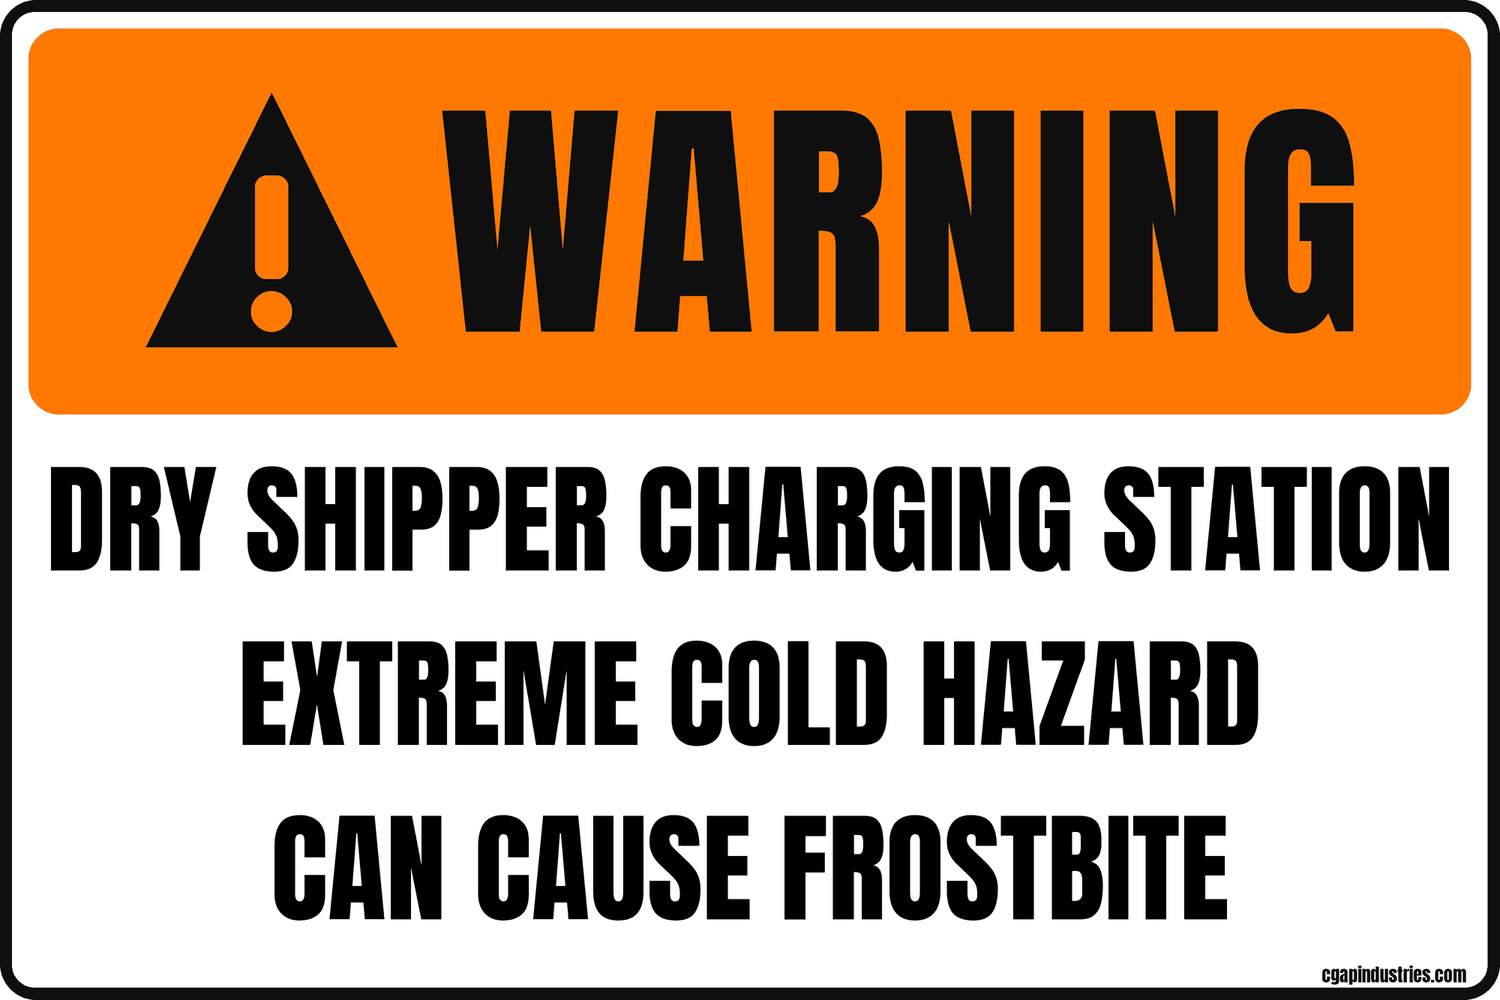 WARNING
DRY SHIPPER CHARGING STATION
EXTREME COLD HAZARD
CAN CAUSE FROSTBITE
cgapindustries.com